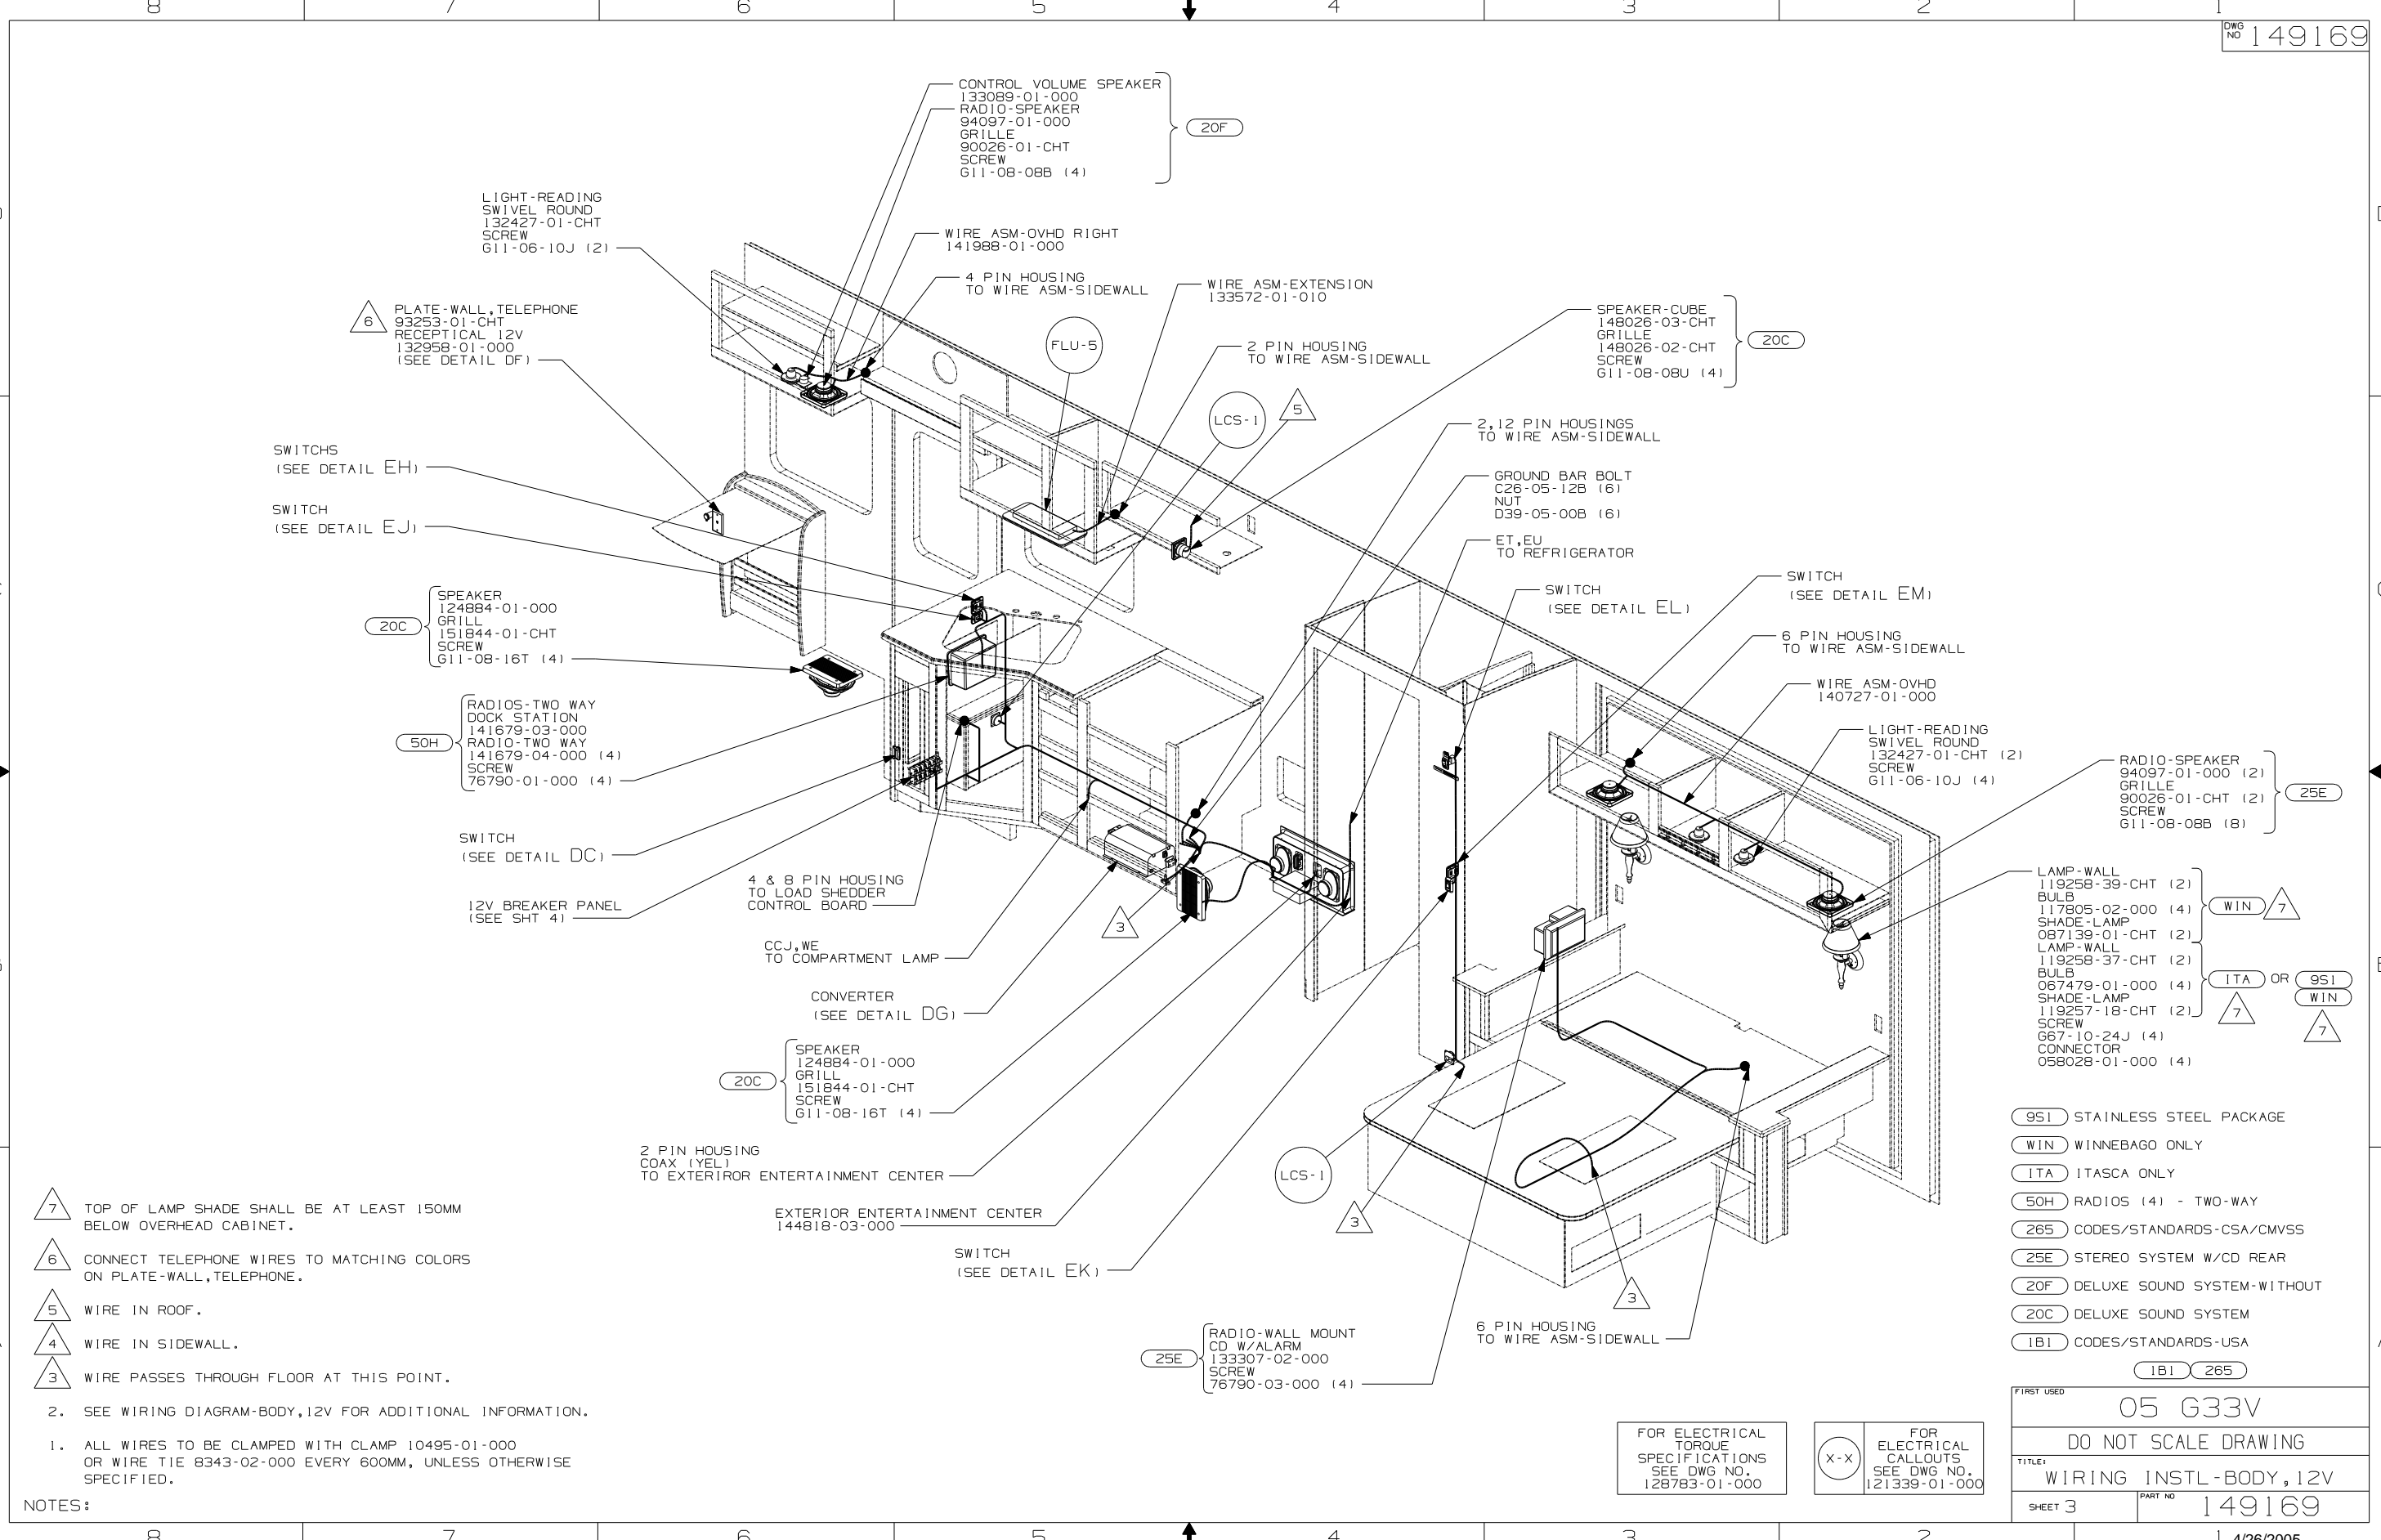 8 7 6 5 4 3 2 1
DWG NO 149169
CONTROL VOLUME SPEAKER
133089-01-000
RADIO-SPEAKER
94097-01-000
GRILLE
90026-01-CHT
SCREW
G11-08-08B (4)
20F
LIGHT-READING
SWIVEL ROUND
132427-01-CHT
SCREW
G11-06-10J (2)
WIRE ASM-OVHD RIGHT
141988-01-000
4 PIN HOUSING
TO WIRE ASM-SIDEWALL
WIRE ASM-EXTENSION
133572-01-010
6
PLATE-WALL,TELEPHONE
93253-01-CHT
RECEPTICAL 12V
132958-01-000
(SEE DETAIL DF)
FLU-5
2 PIN HOUSING
TO WIRE ASM-SIDEWALL
SPEAKER-CUBE
148026-03-CHT
GRILLE
148026-02-CHT
SCREW
G11-08-08U (4)
20C
LCS-1
5
2,12 PIN HOUSINGS
TO WIRE ASM-SIDEWALL
SWITCHS
(SEE DETAIL EH)
GROUND BAR BOLT
C26-05-12B (6)
NUT
D39-05-00B (6)
SWITCH
(SEE DETAIL EJ)
ET,EU
TO REFRIGERATOR
SWITCH
(SEE DETAIL EL)
SWITCH
(SEE DETAIL EM)
20C
SPEAKER
124884-01-000
GRILL
151844-01-CHT
SCREW
G11-08-16T (4)
6 PIN HOUSING
TO WIRE ASM-SIDEWALL
WIRE ASM-OVHD
140727-01-000
50H
RADIOS-TWO WAY
DOCK STATION
141679-03-000
RADIO-TWO WAY
141679-04-000 (4)
SCREW
76790-01-000 (4)
LIGHT-READING
SWIVEL ROUND
132427-01-CHT (2)
SCREW
G11-06-10J (4)
RADIO-SPEAKER
94097-01-000 (2)
GRILLE
90026-01-CHT (2)
SCREW
G11-08-08B (8)
25E
SWITCH
(SEE DETAIL DC)
12V BREAKER PANEL
(SEE SHT 4)
4 & 8 PIN HOUSING
TO LOAD SHEDDER
CONTROL BOARD
3
CCJ,WE
TO COMPARTMENT LAMP
LAMP-WALL
119258-39-CHT (2)
BULB
117805-02-000 (4)
SHADE-LAMP
087139-01-CHT (2)
WIN
7
LAMP-WALL
119258-37-CHT (2)
BULB
067479-01-000 (4)
SHADE-LAMP
119257-18-CHT (2)
ITA OR 9S1
WIN
7
7
SCREW
G67-10-24J (4)
CONNECTOR
058028-01-000 (4)
CONVERTER
(SEE DETAIL DG)
20C
SPEAKER
124884-01-000
GRILL
151844-01-CHT
SCREW
G11-08-16T (4)
2 PIN HOUSING
COAX (YEL)
TO EXTERIROR ENTERTAINMENT CENTER
EXTERIOR ENTERTAINMENT CENTER
144818-03-000
SWITCH
(SEE DETAIL EK)
LCS-1
3
3
25E
RADIO-WALL MOUNT
CD W/ALARM
133307-02-000
SCREW
76790-03-000 (4)
6 PIN HOUSING
TO WIRE ASM-SIDEWALL
9S1 STAINLESS STEEL PACKAGE
WIN WINNEBAGO ONLY
ITA ITASCA ONLY
50H RADIOS (4) - TWO-WAY
265 CODES/STANDARDS-CSA/CMVSS
25E STEREO SYSTEM W/CD REAR
20F DELUXE SOUND SYSTEM-WITHOUT
20C DELUXE SOUND SYSTEM
1B1 CODES/STANDARDS-USA
1B1 265
7 TOP OF LAMP SHADE SHALL BE AT LEAST 150MM
BELOW OVERHEAD CABINET.
6 CONNECT TELEPHONE WIRES TO MATCHING COLORS
ON PLATE-WALL,TELEPHONE.
5 WIRE IN ROOF.
4 WIRE IN SIDEWALL.
3 WIRE PASSES THROUGH FLOOR AT THIS POINT.
2. SEE WIRING DIAGRAM-BODY,12V FOR ADDITIONAL INFORMATION.
1. ALL WIRES TO BE CLAMPED WITH CLAMP 10495-01-000
OR WIRE TIE 8343-02-000 EVERY 600MM, UNLESS OTHERWISE
SPECIFIED.
NOTES:
FOR ELECTRICAL
TORQUE
SPECIFICATIONS
SEE DWG NO.
128783-01-000
X-X
FOR
ELECTRICAL
CALLOUTS
SEE DWG NO.
121339-01-000
FIRST USED
05 G33V
DO NOT SCALE DRAWING
TITLE:
WIRING INSTL-BODY,12V
SHEET 3
PART NO 149169
8 7 6 5 4 3 2 1
4/26/2005